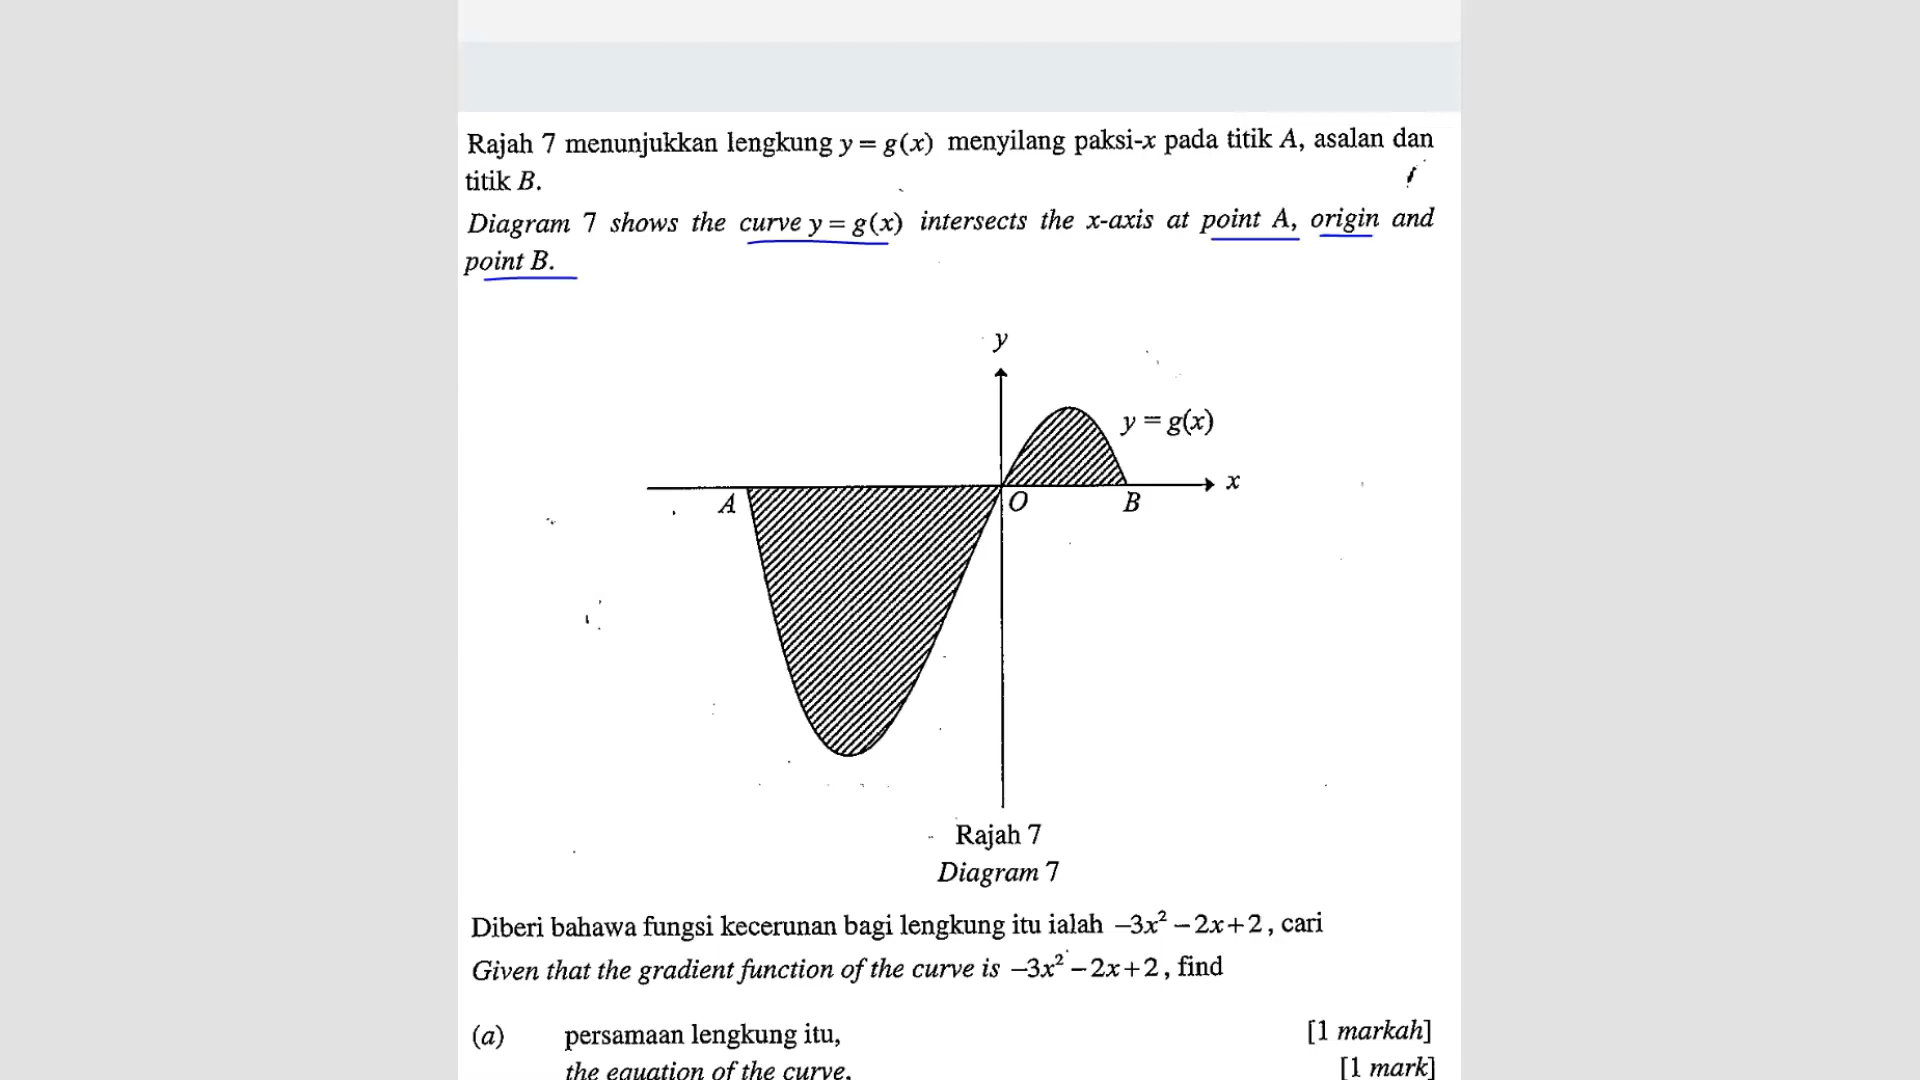 Rajah 7 menunjukkan lengkung y = g(x) menyilang paksi-x pada titik A, asalan dan
titik B.
Diagram 7 shows the curve y = g(x) intersects the x-axis at point A, origin and
point B.
y
y = g(x)
x
A
O
B
Rajah 7
Diagram 7
Diberi bahawa fungsi kecerunan bagi lengkung itu ialah –3x² – 2x + 2, cari
Given that the gradient function of the curve is –3x² – 2x + 2, find
(a) persamaan lengkung itu, [1 markah]
the equation of the curve, [1 mark]